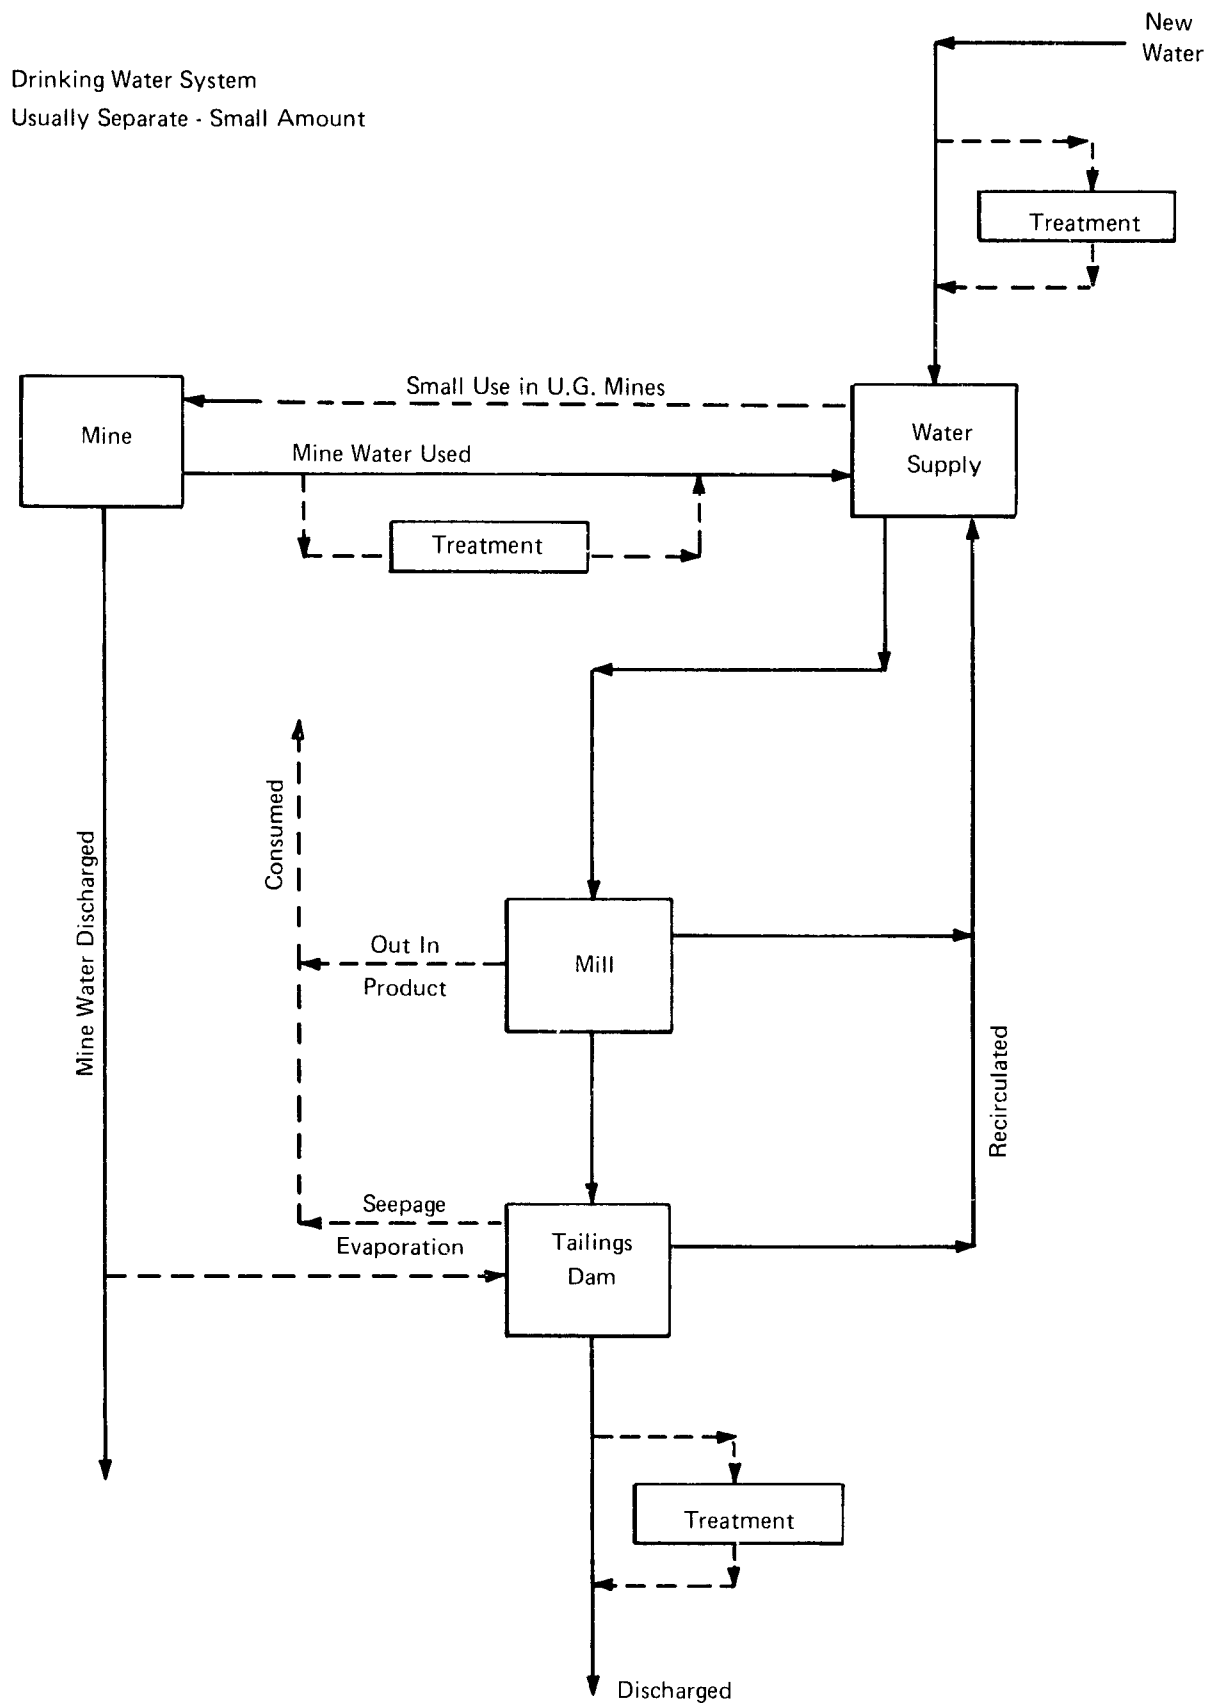 New
Water
Drinking Water System
Usually Separate - Small Amount
Treatment
Small Use in U.G. Mines
Mine
Water
Supply
Mine Water Used
Treatment
Consumed
Mine Water Discharged
Out In
Product
Mill
Recirculated
Seepage
Evaporation
Tailings
Dam
Treatment
Discharged